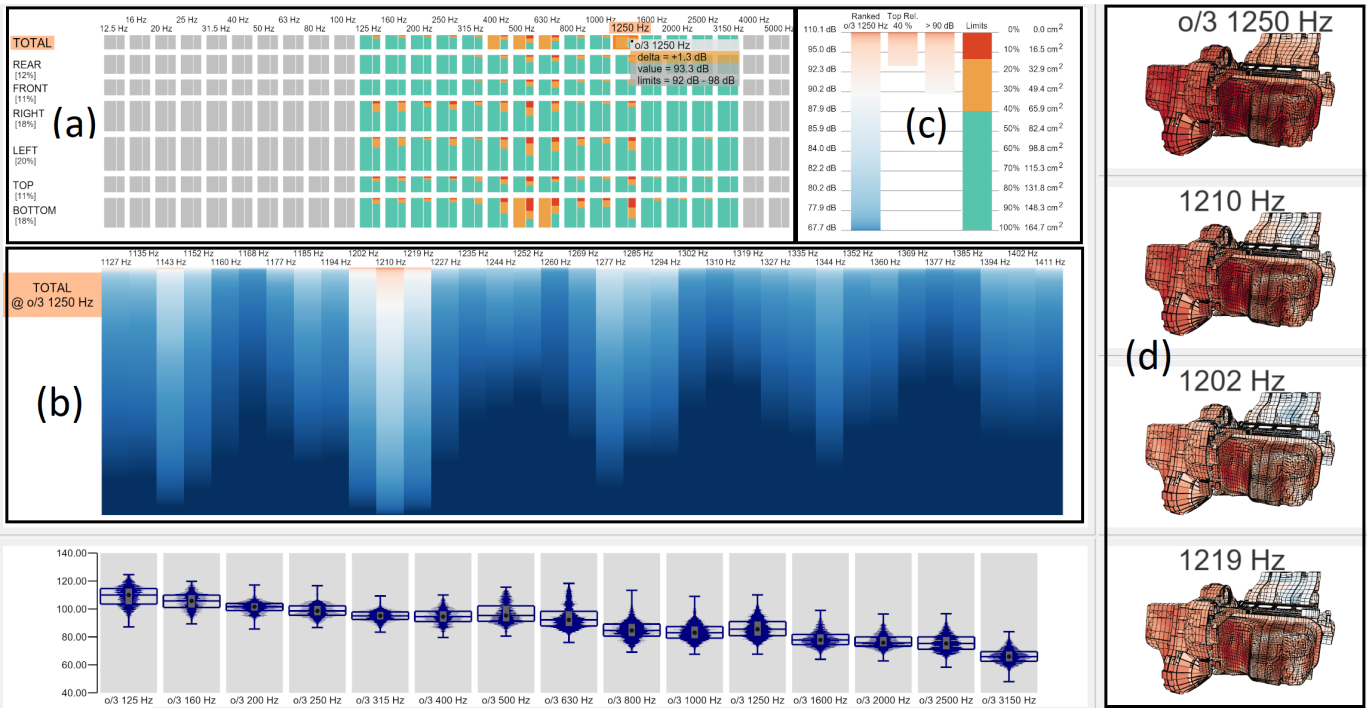 16 Hz 25 Hz 40 Hz 63 Hz 100 Hz 160 Hz 250 Hz 400 Hz 630 Hz 1000 Hz 1600 Hz 2500 Hz 4000 Hz
12.5 Hz 20 Hz 31.5 Hz 50 Hz 80 Hz 125 Hz 200 Hz 315 Hz 500 Hz 800 Hz 1250 Hz 2000 Hz 3150 Hz 5000 Hz
TOTAL
o/3 1250 Hz
delta = +1.3 dB
value = 93.3 dB
limits = 92 dB - 98 dB
REAR
[12%]
FRONT
[11%]
RIGHT
[18%]
LEFT
[20%]
TOP
[11%]
BOTTOM
[18%]
(a)
Ranked Top Rel.
o/3 1250 Hz 40 % > 90 dB Limits
110.1 dB 0% 0.0 cm²
95.0 dB 10% 16.5 cm²
92.3 dB 20% 32.9 cm²
90.2 dB 30% 49.4 cm²
87.9 dB 40% 65.9 cm²
85.9 dB 50% 82.4 cm²
84.0 dB 60% 98.8 cm²
82.2 dB 70% 115.3 cm²
80.2 dB 80% 131.8 cm²
77.9 dB 90% 148.3 cm²
67.7 dB 100% 164.7 cm²
(c)
1135 Hz 1152 Hz 1168 Hz 1185 Hz 1202 Hz 1219 Hz 1235 Hz 1252 Hz 1269 Hz 1285 Hz 1302 Hz 1319 Hz 1335 Hz 1352 Hz 1369 Hz 1385 Hz 1402 Hz
1127 Hz 1143 Hz 1160 Hz 1177 Hz 1194 Hz 1210 Hz 1227 Hz 1244 Hz 1260 Hz 1277 Hz 1294 Hz 1310 Hz 1327 Hz 1344 Hz 1360 Hz 1377 Hz 1394 Hz 1411 Hz
TOTAL
@ o/3 1250 Hz
(b)
140.00
120.00
100.00
80.00
60.00
40.00
o/3 125 Hz o/3 160 Hz o/3 200 Hz o/3 250 Hz o/3 315 Hz o/3 400 Hz o/3 500 Hz o/3 630 Hz o/3 800 Hz o/3 1000 Hz o/3 1250 Hz o/3 1600 Hz o/3 2000 Hz o/3 2500 Hz o/3 3150 Hz
o/3 1250 Hz
1210 Hz
(d)
1202 Hz
1219 Hz